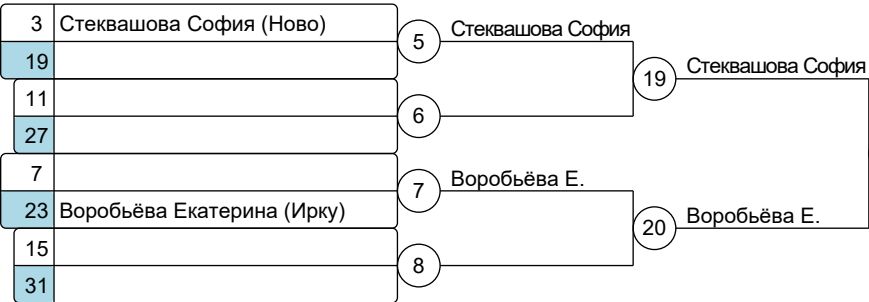 3 Стеквашова София (Ново)
5 Стеквашова София
19
19 Стеквашова София
11
6
27
7
7 Воробьёва Е.
23 Воробьёва Екатерина (Ирку)
20 Воробьёва Е.
15
8
31